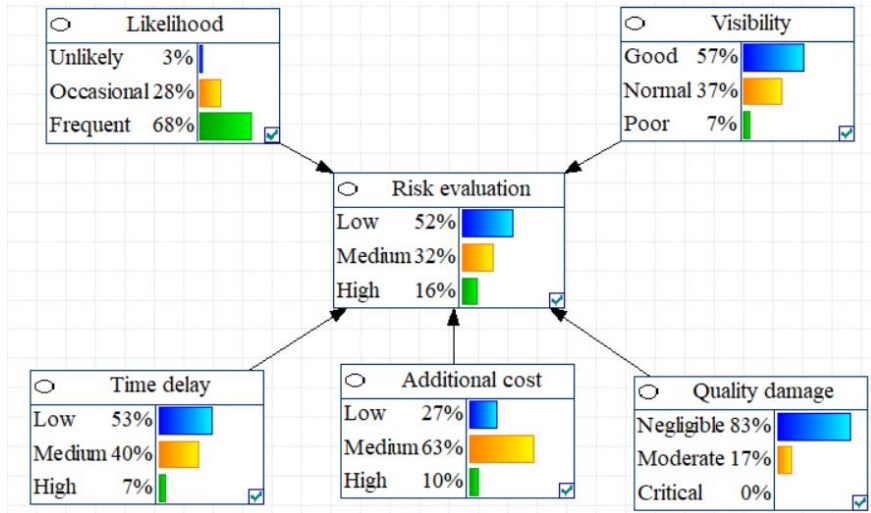 Likelihood
Unlikely 3%
Occasional 28%
Frequent 68%
Visibility
Good 57%
Normal 37%
Poor 7%
Risk evaluation
Low 52%
Medium 32%
High 16%
Time delay
Low 53%
Medium 40%
High 7%
Additional cost
Low 27%
Medium 63%
High 10%
Quality damage
Negligible 83%
Moderate 17%
Critical 0%